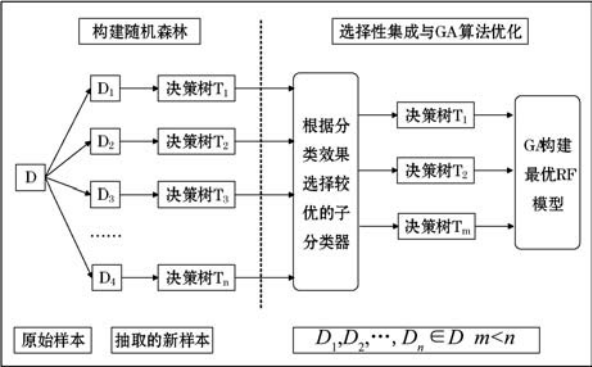 构建随机森林
选择性集成与GA算法优化
D
D₁
决策树T₁
D₂
决策树T₂
D₃
决策树T₃
……
D₄
决策树Tₙ
根据分
类效果
选择较
优的子
分类器
决策树T₁
决策树T₂
决策树Tₘ
GA构建
最优RF
模型
原始样本
抽取的新样本
D₁,D₂,…, Dₙ ∈D m<n